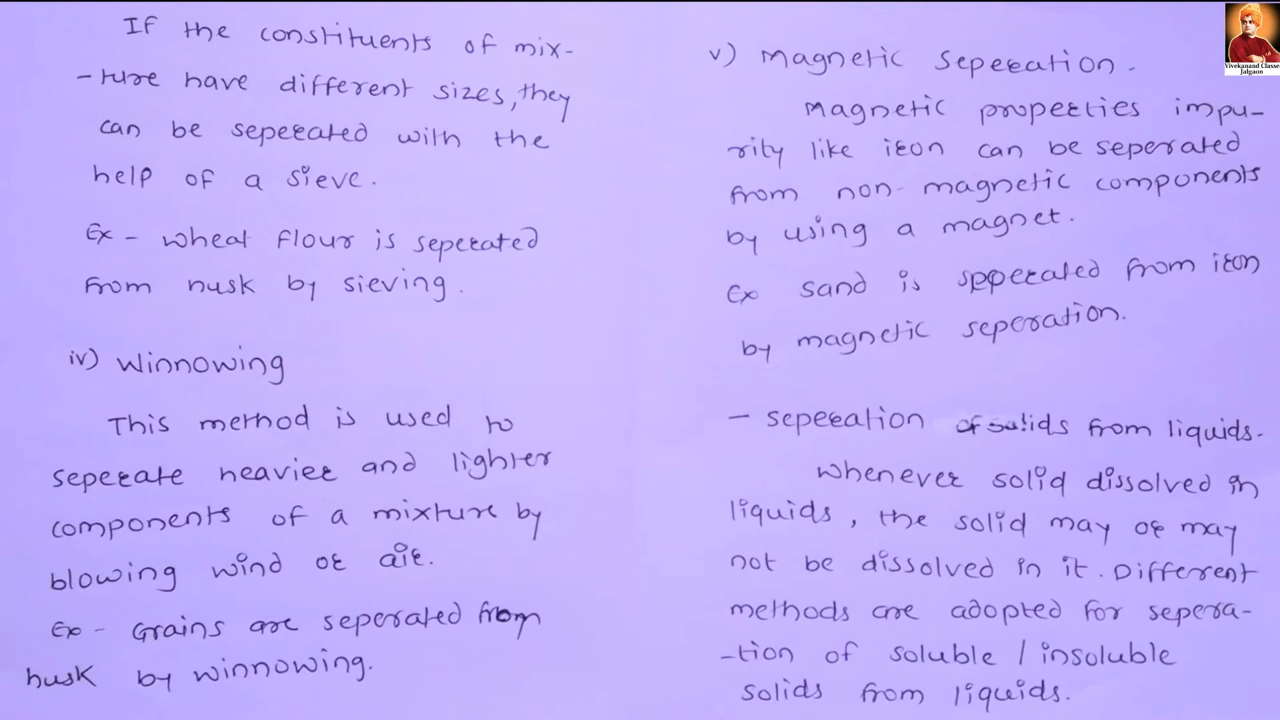 If the constituents of mix-
-ture have different sizes, they
can be seperated with the
help of a sieve.
Ex - wheat flour is seperated
from husk by sieving.
iv) Winnowing
This method is used to
seperate heavier and lighter
components of a mixture by
blowing wind or air.
Ex - Grains are seperated from
husk by winnowing.
v) Magnetic seperation.
Magnetic properties impu-
rity like iron can be seperated
from non-magnetic components
by using a magnet.
Ex sand is seperated from iron
by magnetic seperation.
- seperation of solids from liquids.
Whenever solid dissolved in
liquids, the solid may or may
not be dissolved in it. Different
methods are adopted for sepera-
-tion of soluble / insoluble
solids from liquids.
Vivekanand Classes
Jalgaon